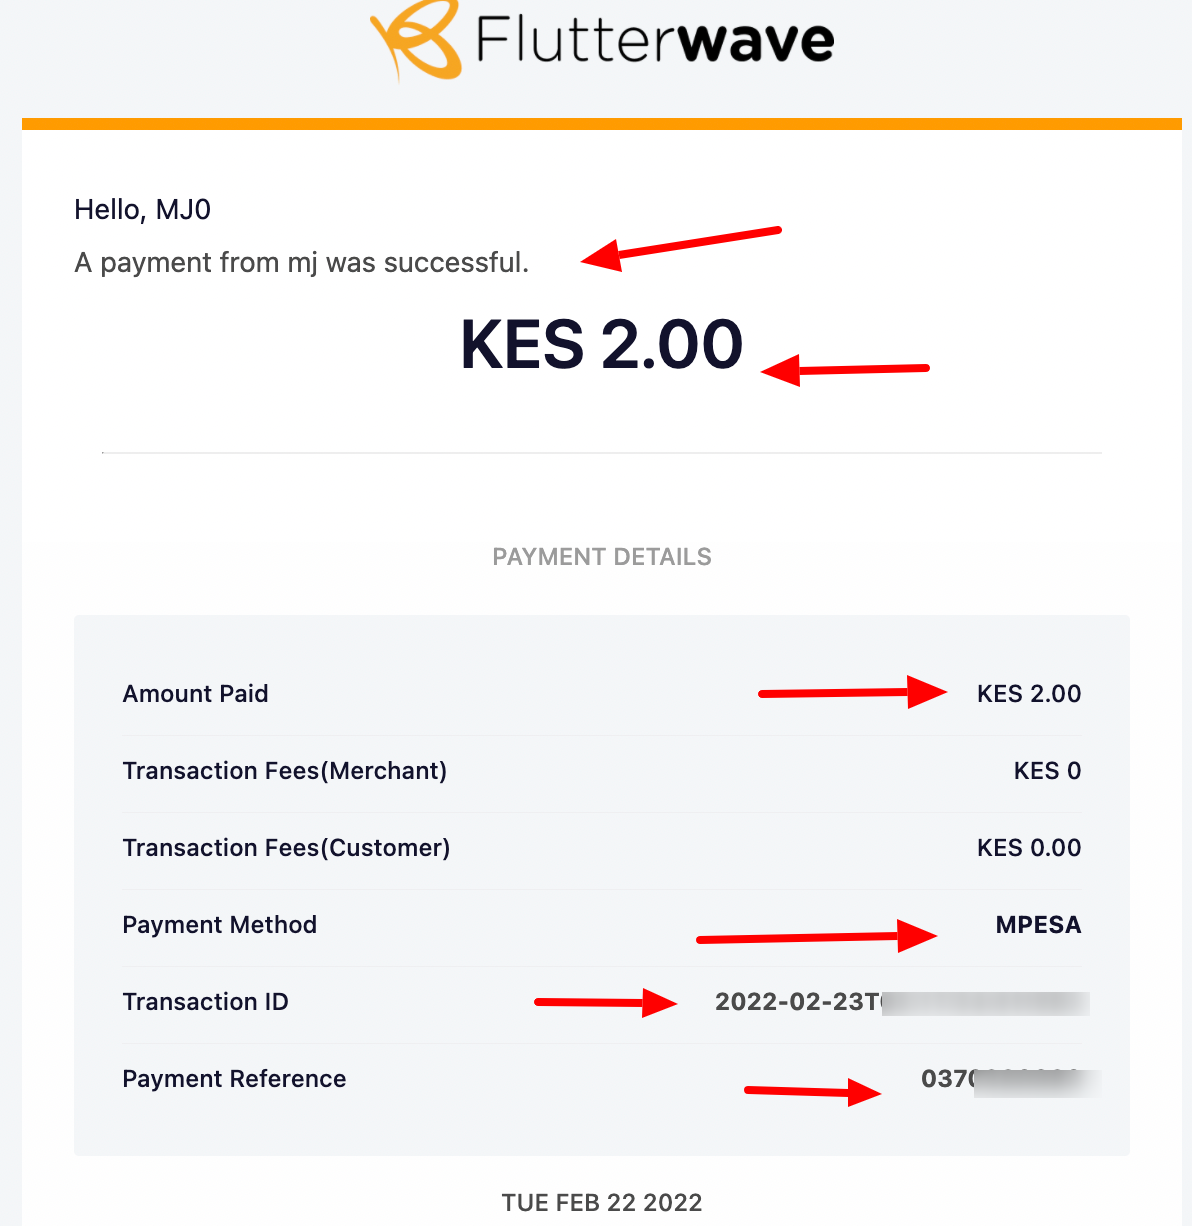 Flutterwave
Hello, MJ0
A payment from mj was successful.
KES 2.00
PAYMENT DETAILS
Amount Paid KES 2.00
Transaction Fees(Merchant) KES 0
Transaction Fees(Customer) KES 0.00
Payment Method MPESA
Transaction ID 2022-02-23T
Payment Reference 037
TUE FEB 22 2022